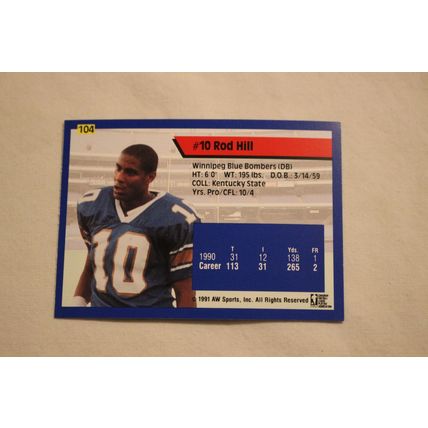 104
#10 Rod Hill
Winnipeg Blue Bombers (DB)
HT: 6'0" WT: 195 lbs. D.O.B.: 3/14/59
COLL: Kentucky State
Yrs. Pro/CFL: 10/4
T I Yds. FR
1990 31 12 138 1
Career 113 31 265 2
10
10
© 1991 AW Sports, Inc. All Rights Reserved